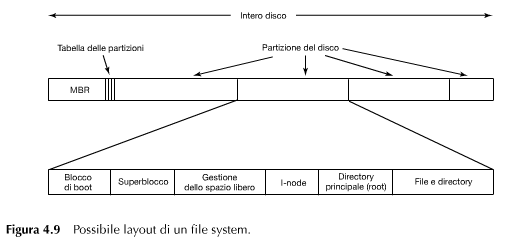 Intero disco
Tabella delle partizioni
Partizione del disco
MBR
Blocco
di boot
Superblocco
Gestione
dello spazio libero
I-node
Directory
principale (root)
File e directory
Figura 4.9 Possibile layout di un file system.